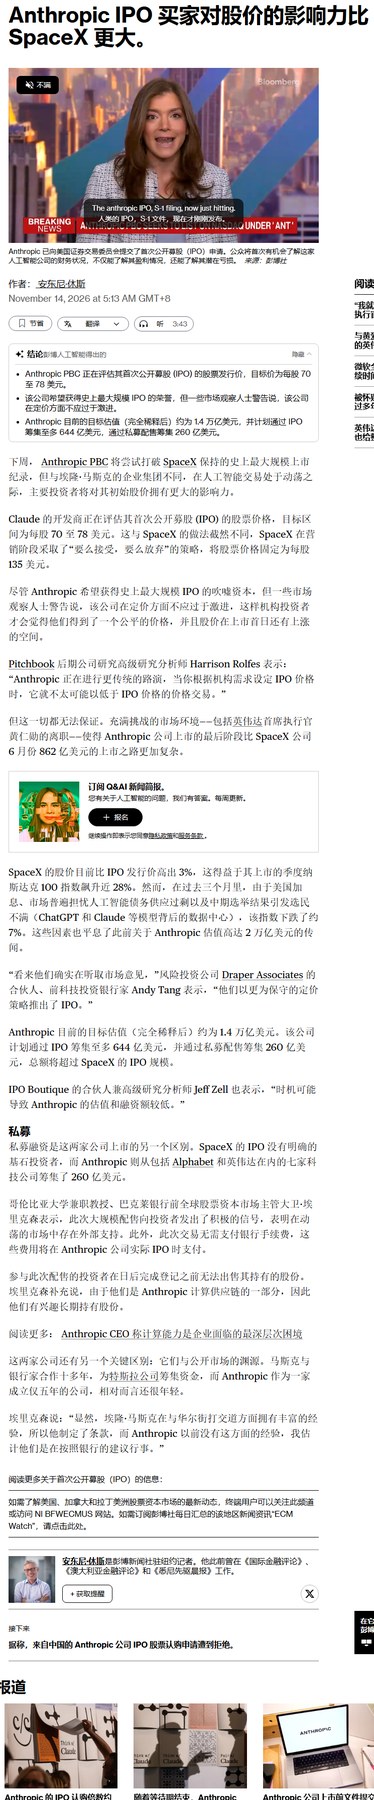 Anthropic IPO 买家对股价的影响力比
SpaceX 更大。
不满
Bloomberg
The anthropic IPO, S-1 filing, now just hitting.
人类的 IPO，S-1文件，现在才刚刚发布。
BREAKING
NEWS
Anthropic 已向美国证券交易委员会提交了首次公开募股（IPO）申请。公众将首次有机会了解这家
人工智能公司的财务状况，不仅能了解其盈利情况，还能了解其潜在亏损。 来源：彭博社
作者： 安东尼·休斯
November 14, 2026 at 5:13 AM GMT+8
节省
翻译
听 3:43
结论彭博人工智能得出的
隐藏
Anthropic PBC 正在评估其首次公开募股 (IPO) 的股票发行价，目标价为每股 70
至 78 美元。
该公司希望获得史上最大规模 IPO 的荣誉，但一些市场观察人士警告说，该公司
在定价方面不应过于激进。
Anthropic 目前的目标估值（完全稀释后）约为 1.4 万亿美元，并计划通过 IPO
筹集至多 644 亿美元，通过私募配售筹集 260 亿美元。
下周， Anthropic PBC 将尝试打破 SpaceX 保持的史上最大规模上市
纪录，但与埃隆·马斯克的企业集团不同，在人工智能交易处于动荡之
际，主要投资者将对其初始股价拥有更大的影响力。
Claude 的开发商正在评估其首次公开募股 (IPO) 的股票价格，目标区
间为每股 70 至 78 美元。这与 SpaceX 的做法截然不同，SpaceX 在营
销阶段采取了“要么接受，要么放弃”的策略，将股票价格固定为每股
135 美元。
尽管 Anthropic 希望获得史上最大规模 IPO 的吹嘘资本，但一些市场
观察人士警告说，该公司在定价方面不应过于激进，这样机构投资者
才会觉得他们得到了一个公平的价格，并且股价在上市首日还有上涨
的空间。
Pitchbook 后期公司研究高级研究分析师 Harrison Rolfes 表示：
“Anthropic 正在进行更传统的路演，当你根据机构需求设定 IPO 价格
时，它就不太可能以低于 IPO 价格的价格交易。”
但这一切都无法保证。充满挑战的市场环境——包括英伟达首席执行官
黄仁勋的离职——使得 Anthropic 公司上市的最后阶段比 SpaceX 公司
6 月份 862 亿美元的上市之路更加复杂。
订阅 Q&AI 新闻简报。
您有关于人工智能的问题，我们有答案。每周更新。
+ 报名
继续操作即表示您同意隐私政策和服务条款 。
SpaceX 的股价目前比 IPO 发行价高出 3%，这得益于其上市的季度纳
斯达克 100 指数飙升近 28%。然而，在过去三个月里，由于美国加
息、市场普遍担忧人工智能债务供应过剩以及中期选举结果引发选民
不满（ChatGPT 和 Claude 等模型背后的数据中心），该指数下跌了约
7%。这些因素也平息了此前关于 Anthropic 估值高达 2 万亿美元的传
闻。
“看来他们确实在听取市场意见，”风险投资公司 Draper Associates 的
合伙人、前科技投资银行家 Andy Tang 表示，“他们以更为保守的定价
策略推出了 IPO。”
Anthropic 目前的目标估值（完全稀释后）约为 1.4 万亿美元。该公司
计划通过 IPO 筹集至多 644 亿美元，并通过私募配售筹集 260 亿美
元，总额将超过 SpaceX 的 IPO 规模。
IPO Boutique 的合伙人兼高级研究分析师 Jeff Zell 也表示，“时机可能
导致 Anthropic 的估值和融资额较低。”
私募
私募融资是这两家公司上市的另一个区别。SpaceX 的 IPO 没有明确的
基石投资者，而 Anthropic 则从包括 Alphabet 和英伟达在内的七家科
技公司筹集了 260 亿美元。
哥伦比亚大学兼职教授、巴克莱银行前全球股票资本市场主管大卫·埃
里克森表示，此次大规模配售向投资者发出了积极的信号，表明在动
荡的市场中存在外部支持。此外，此次交易无需支付银行手续费，这
些费用将在 Anthropic 公司实际 IPO 时支付。
参与此次配售的投资者在日后完成登记之前无法出售其持有的股份。
埃里克森补充说，由于他们是 Anthropic 计算供应链的一部分，因此
他们有兴趣长期持有股份。
阅读更多： Anthropic CEO 称计算能力是企业面临的最深层次困境
这两家公司还有另一个关键区别：它们与公开市场的渊源。马斯克与
银行家合作十多年，为特斯拉公司筹集资金，而 Anthropic 作为一家
成立仅五年的公司，相对而言还很年轻。
埃里克森说：“显然，埃隆·马斯克在与华尔街打交道方面拥有丰富的经
验，所以他制定了条款，而 Anthropic 以前没有这方面的经验，我估
计他们是在按照银行的建议行事。”
阅读更多关于首次公开募股（IPO）的信息：
如需了解美国、加拿大和拉丁美洲股票资本市场的最新动态，终端用户可以关注此频道
或访问 NI BFWECMUS 网站。如需订阅彭博社每日汇总的该地区新闻资讯“ECM
Watch”，请点击此处。
安东尼·休斯是彭博新闻社驻纽约记者。他此前曾在《国际金融评论》、
《澳大利亚金融评论》和《悉尼先驱晨报》工作。
+ 获取提醒
接下来
据称，来自中国的 Anthropic 公司 IPO 股票认购申请遭到拒绝。
报道
ANTHROPIC
Anthropic 的 IPO 认购倍数约
随着等待期结束，Anthropic
Anthropic 公司上市前文件提交
阅读